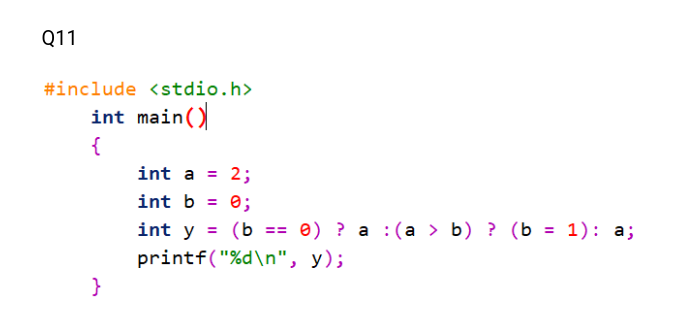 Q11
#include <stdio.h>
int main()
{
int a = 2;
int b = 0;
int y = (b == 0) ? a :(a > b) ? (b = 1): a;
printf("%d\n", y);
}